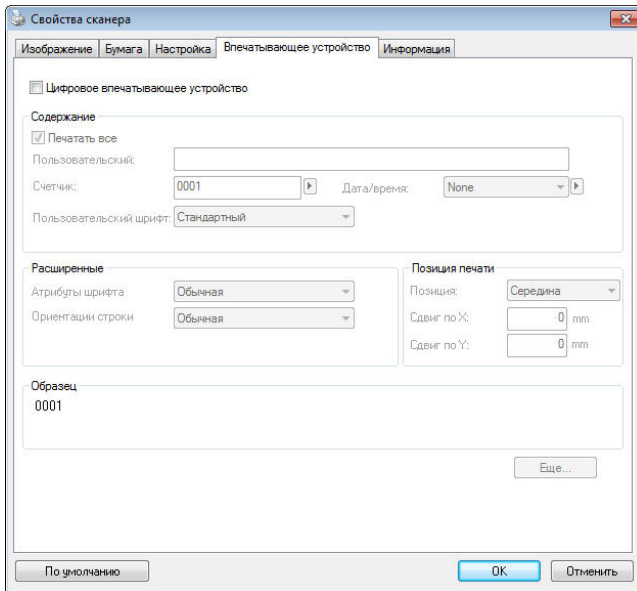 Свойства сканера
Изображение Бумага Настройка Впечатывающее устройство Информация
Цифровое впечатывающее устройство
Содержание
Печатать все
Пользовательский:
Счетчик: 0001 Дата/время: None
Пользовательский шрифт: Стандартный
Расширенные
Атрибуты шрифта Обычная
Ориентации строки Обычная
Позиция печати
Позиция: Середина
Сдвиг по X: 0 mm
Сдвиг по Y: 0 mm
Образец
0001
Еще...
По умолчанию OK Отменить